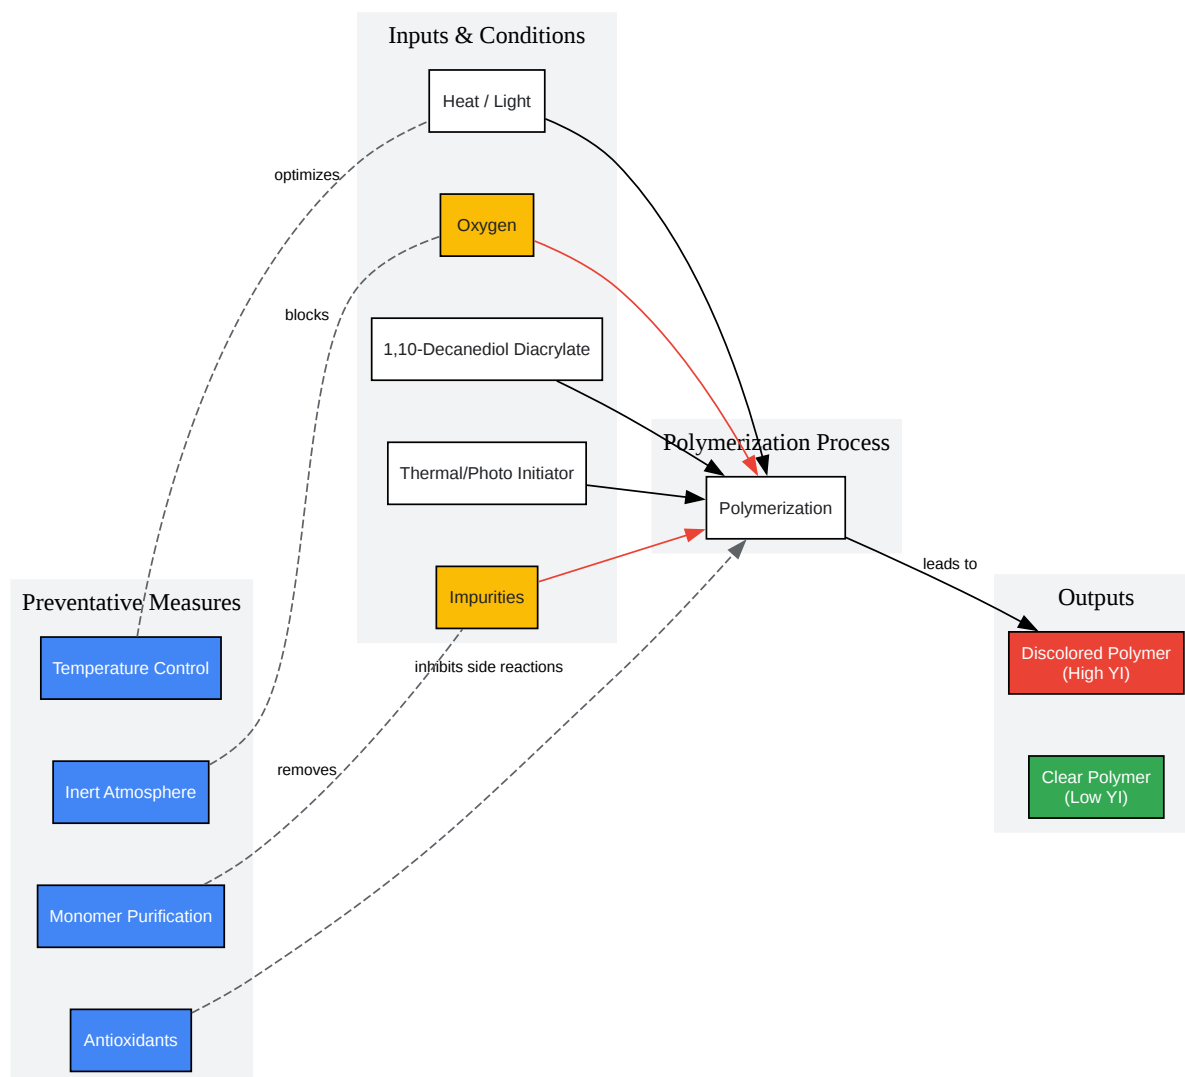 Inputs & Conditions
Heat / Light
optimizes
Oxygen
blocks
1,10-Decanediol Diacrylate
Polymerization Process
Thermal/Photo Initiator
Polymerization
leads to
Impurities
Preventative Measures
Outputs
Temperature Control
inhibits side reactions
Discolored Polymer
(High YI)
removes
Inert Atmosphere
Clear Polymer
(Low YI)
Monomer Purification
Antioxidants